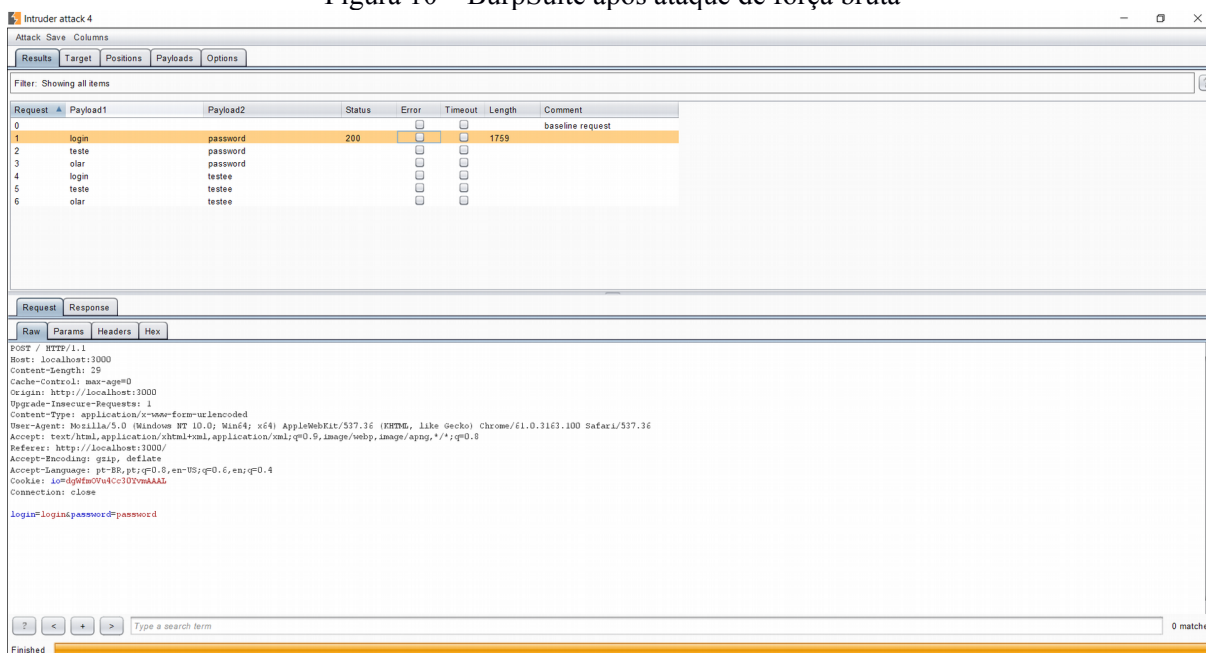 Figura 10 – BurpSuite após ataque de força bruta
Intruder attack 4
Attack Save Columns
Results Target Positions Payloads Options
Filter: Showing all items
Request Payload1 Payload2 Status Error Timeout Length Comment
0 baseline request
1 login password 200 1759
2 teste password
3 olar password
4 login testee
5 teste testee
6 olar testee
Request Response
Raw Params Headers Hex
POST / HTTP/1.1
Host: localhost:3000
Content-Length: 29
Cache-Control: max-age=0
Origin: http://localhost:3000
Upgrade-Insecure-Requests: 1
Content-Type: application/x-www-form-urlencoded
User-Agent: Mozilla/5.0 (Windows NT 10.0; Win64; x64) AppleWebKit/537.36 (KHTML, like Gecko) Chrome/61.0.3163.100 Safari/537.36
Accept: text/html,application/xhtml+xml,application/xml;q=0.9,image/webp,image/apng,*/*;q=0.8
Referer: http://localhost:3000/
Accept-Encoding: gzip, deflate
Accept-Language: pt-BR,pt;q=0.8,en-US;q=0.6,en;q=0.4
Cookie: io=dgWfmOVu4Cc3OYvmAAAL
Connection: close
login=login&password=password
? < + > Type a search term 0 matche
Finished